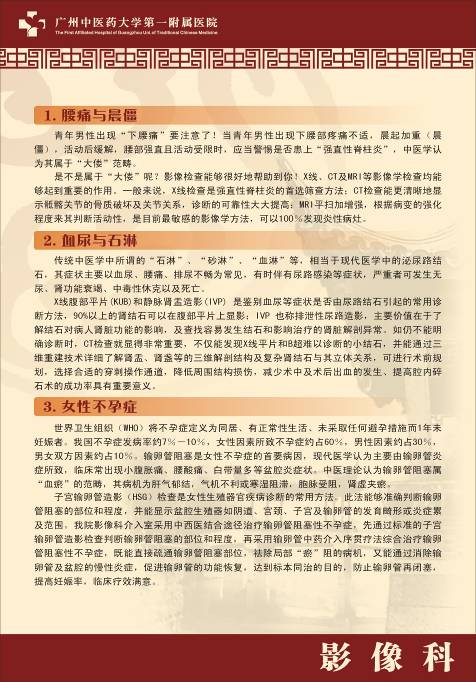 广州中医药大学第一附属医院
The First Affiliated Hospital of Guangzhou Uni. of Traditional Chinese Medicine
1. 腰痛与晨僵
青年男性出现“下腰痛”要注意了！当青年男性出现下腰部疼痛不适，晨起加重（晨
僵），活动后缓解，腰部强直且活动受限时，应当警惕是否患上“强直性脊柱炎”，中医学认
为其属于“大偻”范畴。
是不是属于“大偻”呢？影像检查能够很好地帮助到你！X线、CT及MRI等影像学检查均能
够起到重要的作用。一般来说，X线检查是强直性脊柱炎的首选筛查方法；CT检查能更清晰地显
示骶髂关节的骨质破坏及关节关系，诊断的可靠性大大提高；MRI平扫加增强，根据病变的强化
程度来其判断活动性，是目前最敏感的影像学方法，可以100％发现炎性病灶。
2. 血尿与石淋
传统中医学中所谓的“石淋”、“砂淋”、“血淋”等，相当于现代医学中的泌尿路结
石，其症状主要以血尿、腰痛、排尿不畅为常见，有时伴有尿路感染等症状，严重者可发生无
尿、肾功能衰竭、中毒性休克以及死亡。
X线腹部平片(KUB)和静脉肾盂造影(IVP) 是鉴别血尿等症状是否由尿路结石引起的常用诊
断方法，90%以上的肾结石可以在腹部平片上显影；IVP 也称排泄性尿路造影，主要价值在于了
解结石对病人肾脏功能的影响，及查找容易发生结石和影响治疗的肾脏解剖异常。如仍不能明
确诊断时，CT检查就显得非常重要，不仅能发现X线平片和B超难以诊断的小结石，并能通过三
维重建技术详细了解肾盂、肾盏等的三维解剖结构及复杂肾结石与其立体关系，可进行术前规
划，选择合适的穿刺操作通道，降低周围结构损伤，减少术中及术后出血的发生、提高腔内碎
石术的成功率具有重要意义。
3. 女性不孕症
世界卫生组织（WHO）将不孕症定义为同居、有正常性生活、未采取任何避孕措施而1年未
妊娠者。我国不孕症发病率约7％－10％，女性因素所致不孕症约占60％，男性因素约占30％，
男女双方因素约占10％。输卵管阻塞是女性不孕症的首要病因，现代医学认为主要由输卵管炎
症所致，临床常出现小腹胀痛、腰酸痛、白带量多等盆腔炎症状。中医理论认为输卵管阻塞属
“血瘀”的范畴，其病机为肝气郁结，气机不利或寒湿阻滞，胞脉受阻，肾虚夹瘀。
子宫输卵管造影（HSG）检查是女性生殖器官疾病诊断的常用方法。此法能够准确判断输卵
管阻塞的部位和程度，并能显示盆腔生殖器如阴道、宫颈、子宫及输卵管的发育畸形或炎症累
及范围。我院影像科介入室采用中西医结合途径治疗输卵管阻塞性不孕症，先通过标准的子宫
输卵管造影检查判断输卵管阻塞的部位和程度，再采用输卵管中药介入序贯疗法综合治疗输卵
管阻塞性不孕症，既能直接疏通输卵管阻塞部位，祛除局部“瘀”阻的病机，又能通过消除输
卵管及盆腔的慢性炎症，促进输卵管的功能恢复，达到标本同治的目的，防止输卵管再闭塞，
提高妊娠率，临床疗效满意。
影像科